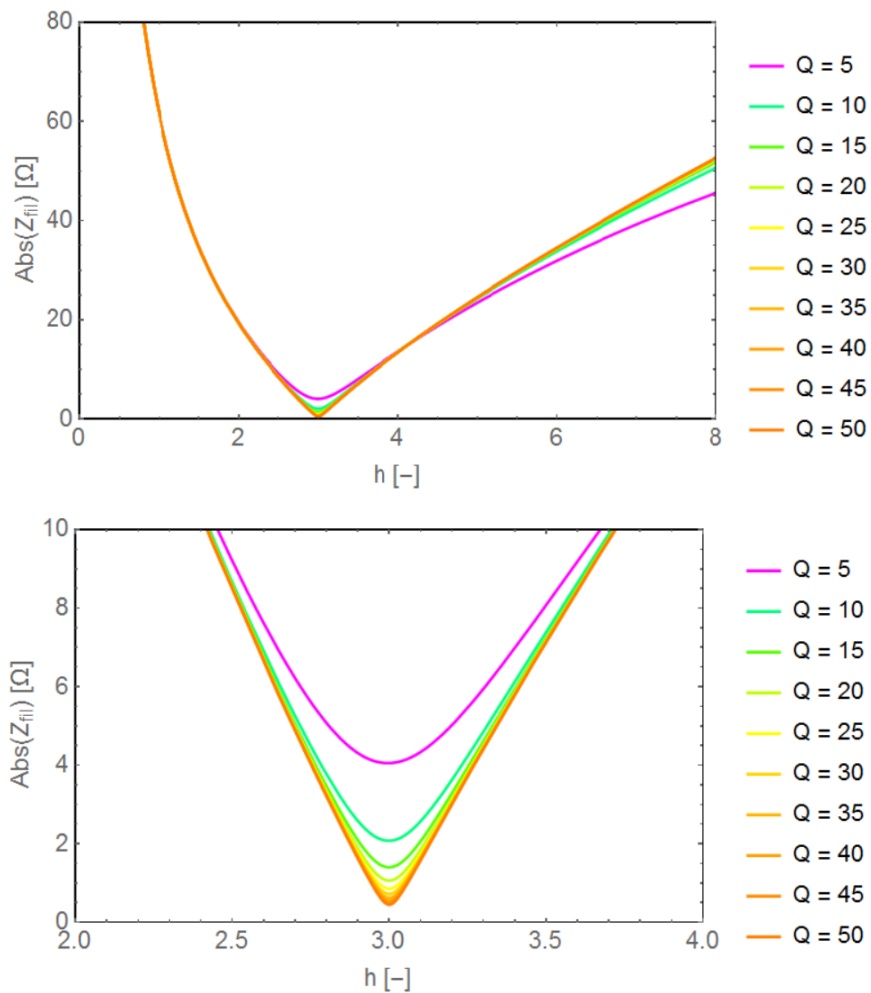 80
60
40
20
0
Abs(Z_fil) [Ω]
0 2 4 6 8
h [−]
Q = 5
Q = 10
Q = 15
Q = 20
Q = 25
Q = 30
Q = 35
Q = 40
Q = 45
Q = 50
10
8
6
4
2
0
Abs(Z_fil) [Ω]
2.0 2.5 3.0 3.5 4.0
h [−]
Q = 5
Q = 10
Q = 15
Q = 20
Q = 25
Q = 30
Q = 35
Q = 40
Q = 45
Q = 50